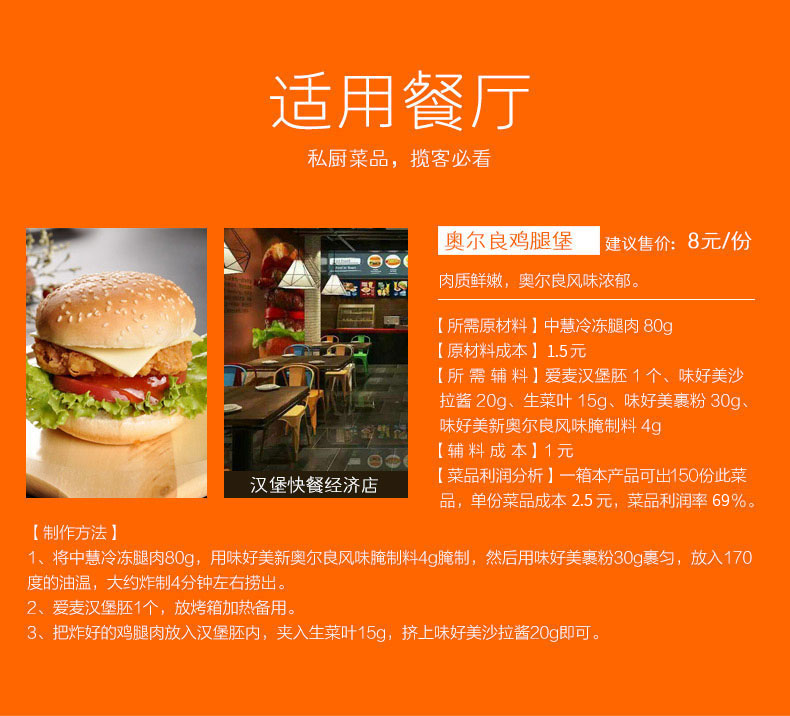 适用餐厅
私厨菜品，揽客必看
奥尔良鸡腿堡 建议售价：8元/份
肉质鲜嫩，奥尔良风味浓郁。
【所需原材料】中慧冷冻腿肉 80g
【原材料成本】1.5元
【所需辅料】爱麦汉堡胚 1 个、味好美沙
拉酱 20g、生菜叶 15g、味好美裹粉 30g、
味好美新奥尔良风味腌制料 4g
【辅料成本】1 元
【菜品利润分析】一箱本产品可出150份此菜
品，单份菜品成本 2.5 元，菜品利润率 69%。
汉堡快餐经济店
【制作方法】
1、将中慧冷冻腿肉80g，用味好美新奥尔良风味腌制料4g腌制，然后用味好美裹粉30g裹匀，放入170
度的油温，大约炸制4分钟左右捞出。
2、爱麦汉堡胚1个，放烤箱加热备用。
3、把炸好的鸡腿肉放入汉堡胚内，夹入生菜叶15g，挤上味好美沙拉酱20g即可。